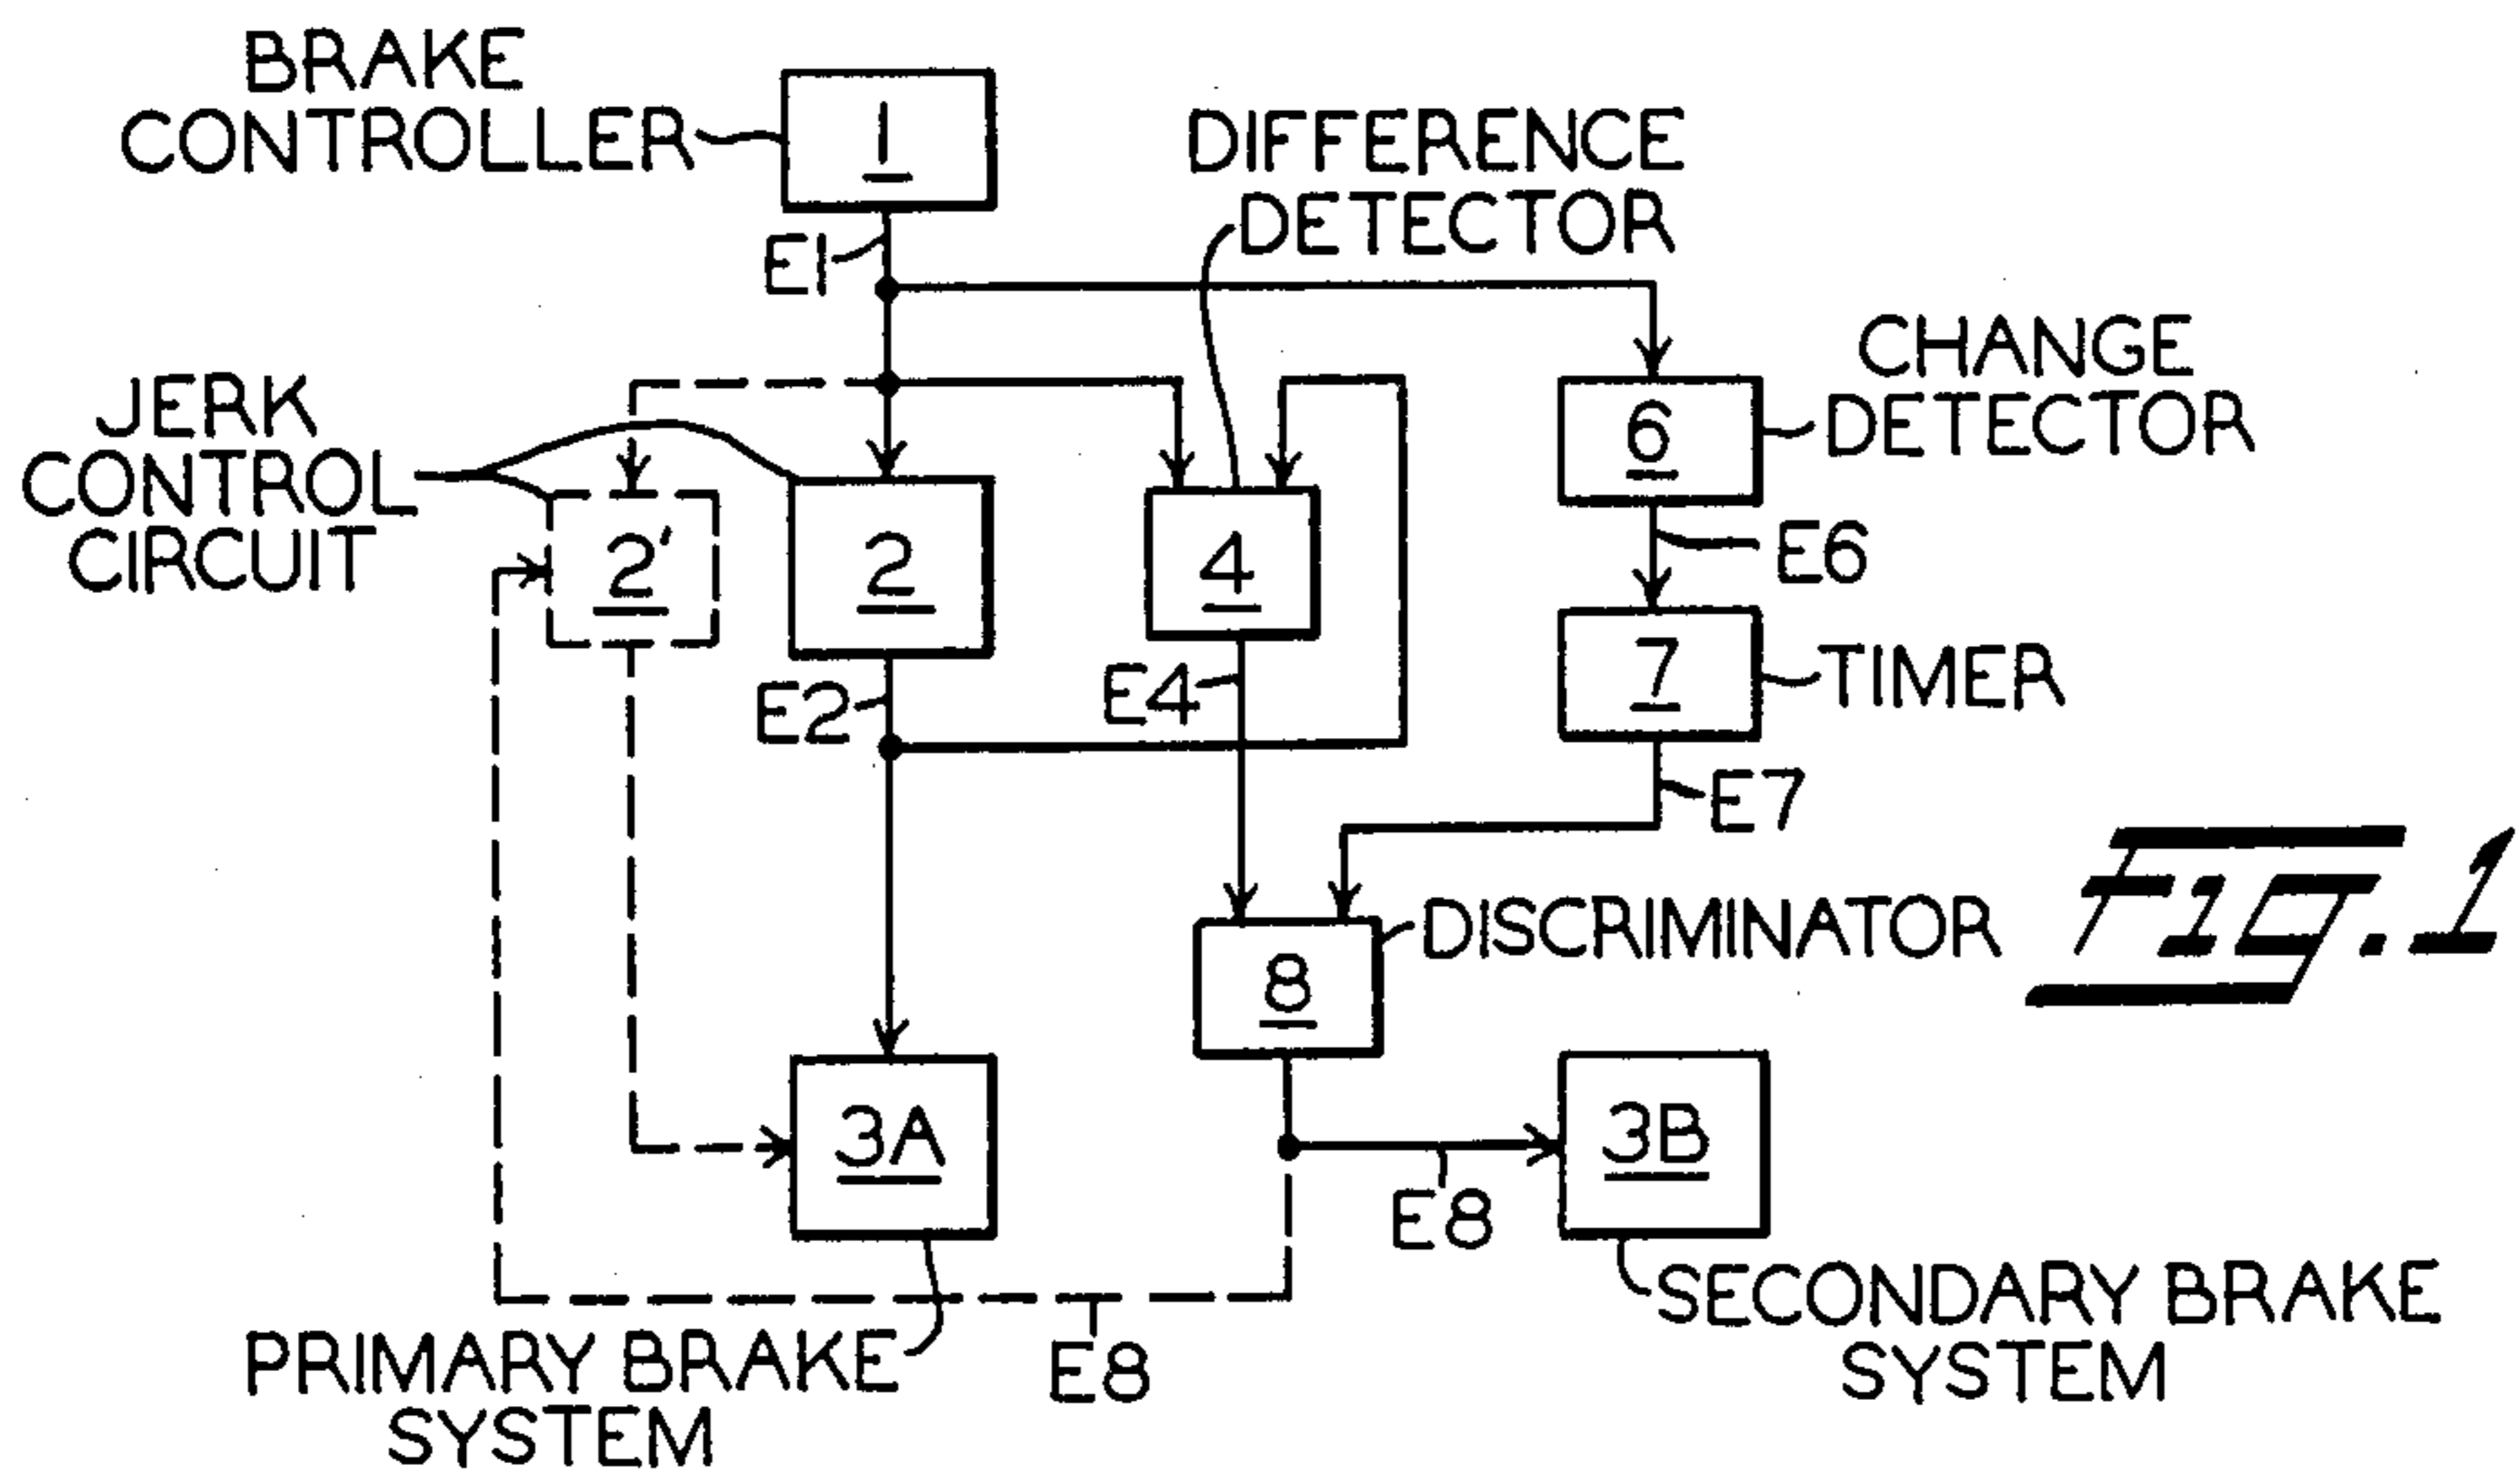 BRAKE
CONTROLLER
1
DIFFERENCE
DETECTOR
E1
CHANGE
DETECTOR
6
JERK
CONTROL
CIRCUIT
2'
2
4
E6
7
TIMER
E2
E4
E7
DISCRIMINATOR
8
FIG. 1
3A
3B
E8
SECONDARY BRAKE
SYSTEM
PRIMARY BRAKE
SYSTEM
E8